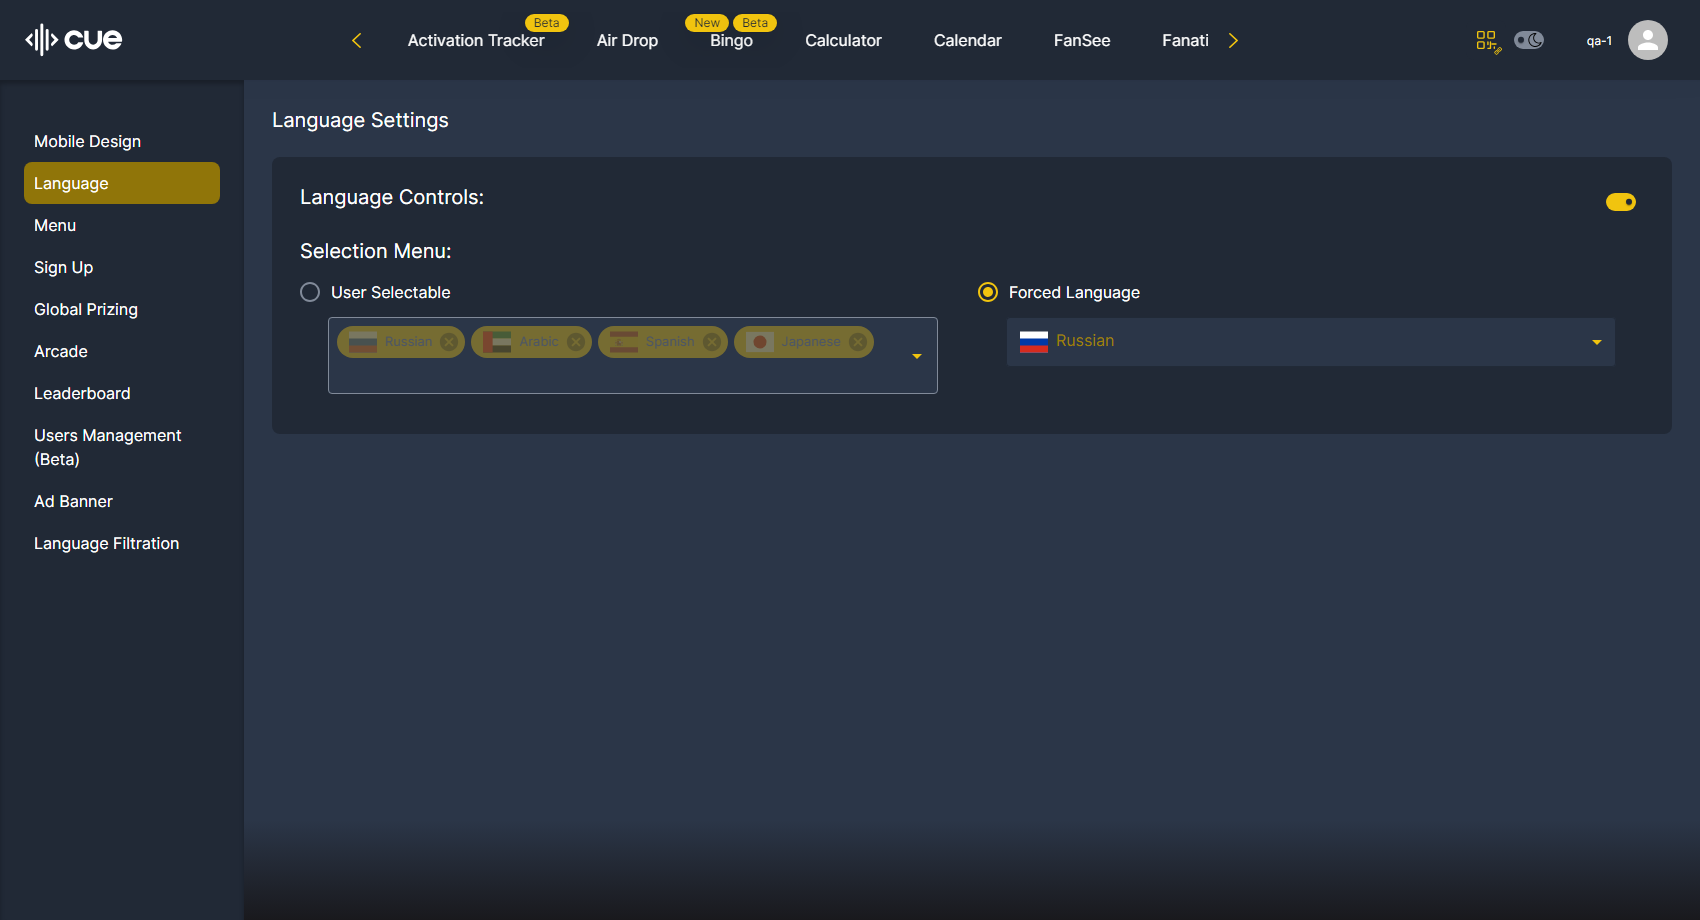 cue
Activation Tracker Beta
Air Drop
Bingo New Beta
Calculator
Calendar
FanSee
Fanati
qa-1
Mobile Design
Language
Menu
Sign Up
Global Prizing
Arcade
Leaderboard
Users Management
(Beta)
Ad Banner
Language Filtration
Language Settings
Language Controls:
Selection Menu:
User Selectable
Russian Arabic Spanish Japanese
Forced Language
Russian